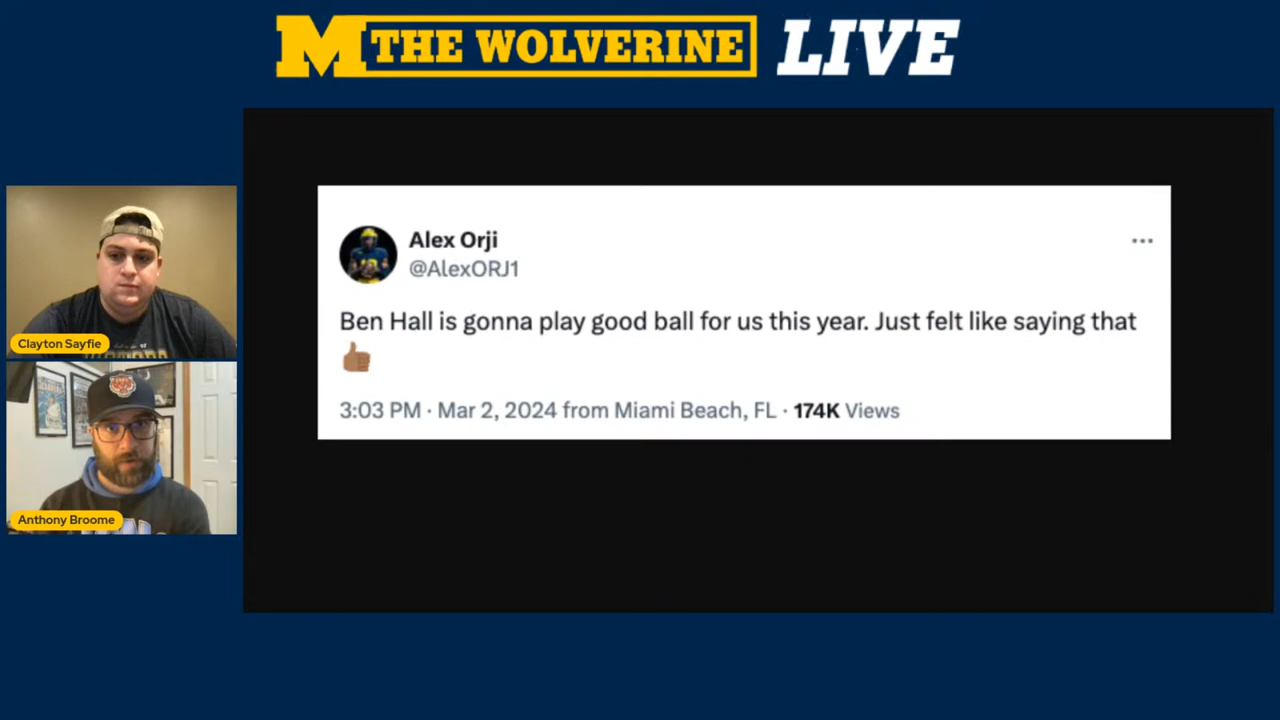 M THE WOLVERINE LIVE
Clayton Sayfie
Anthony Broome
Alex Orji
@AlexORJ1
Ben Hall is gonna play good ball for us this year. Just felt like saying that
👍🏾
3:03 PM · Mar 2, 2024 from Miami Beach, FL · 174K Views